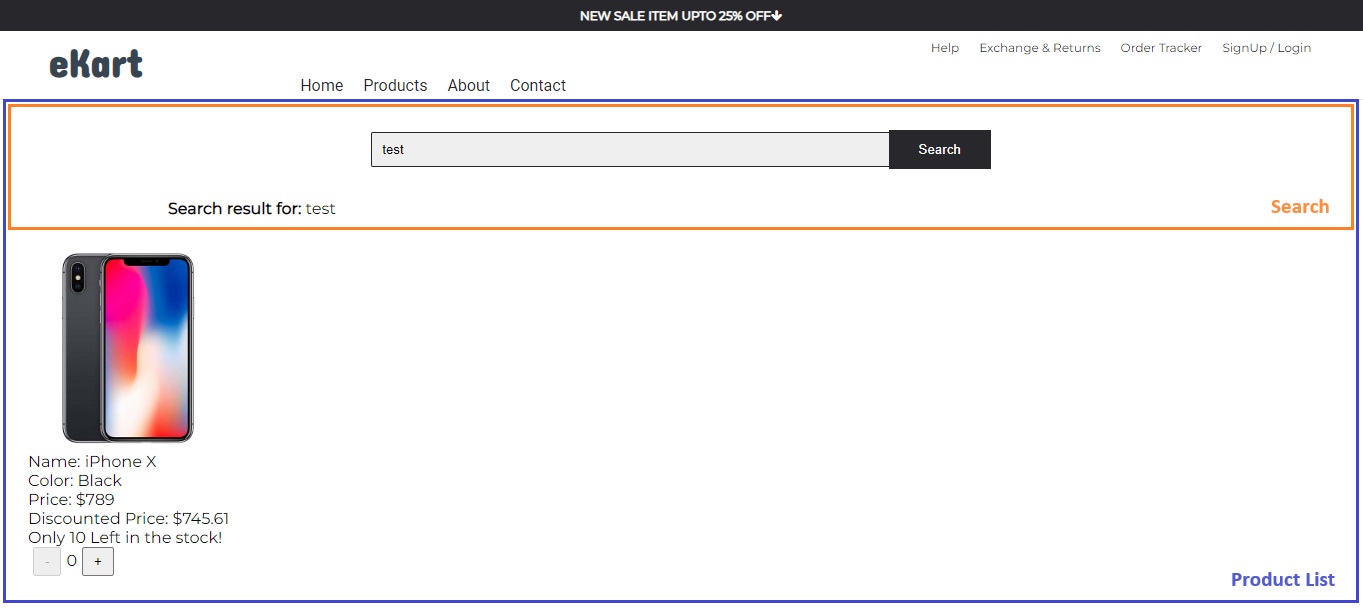 NEW SALE ITEM UPTO 25% OFF
eKart
Help Exchange & Returns Order Tracker SignUp / Login
Home Products About Contact
test Search
Search result for: test
Search
Name: iPhone X
Color: Black
Price: $789
Discounted Price: $745.61
Only 10 Left in the stock!
- 0 +
Product List